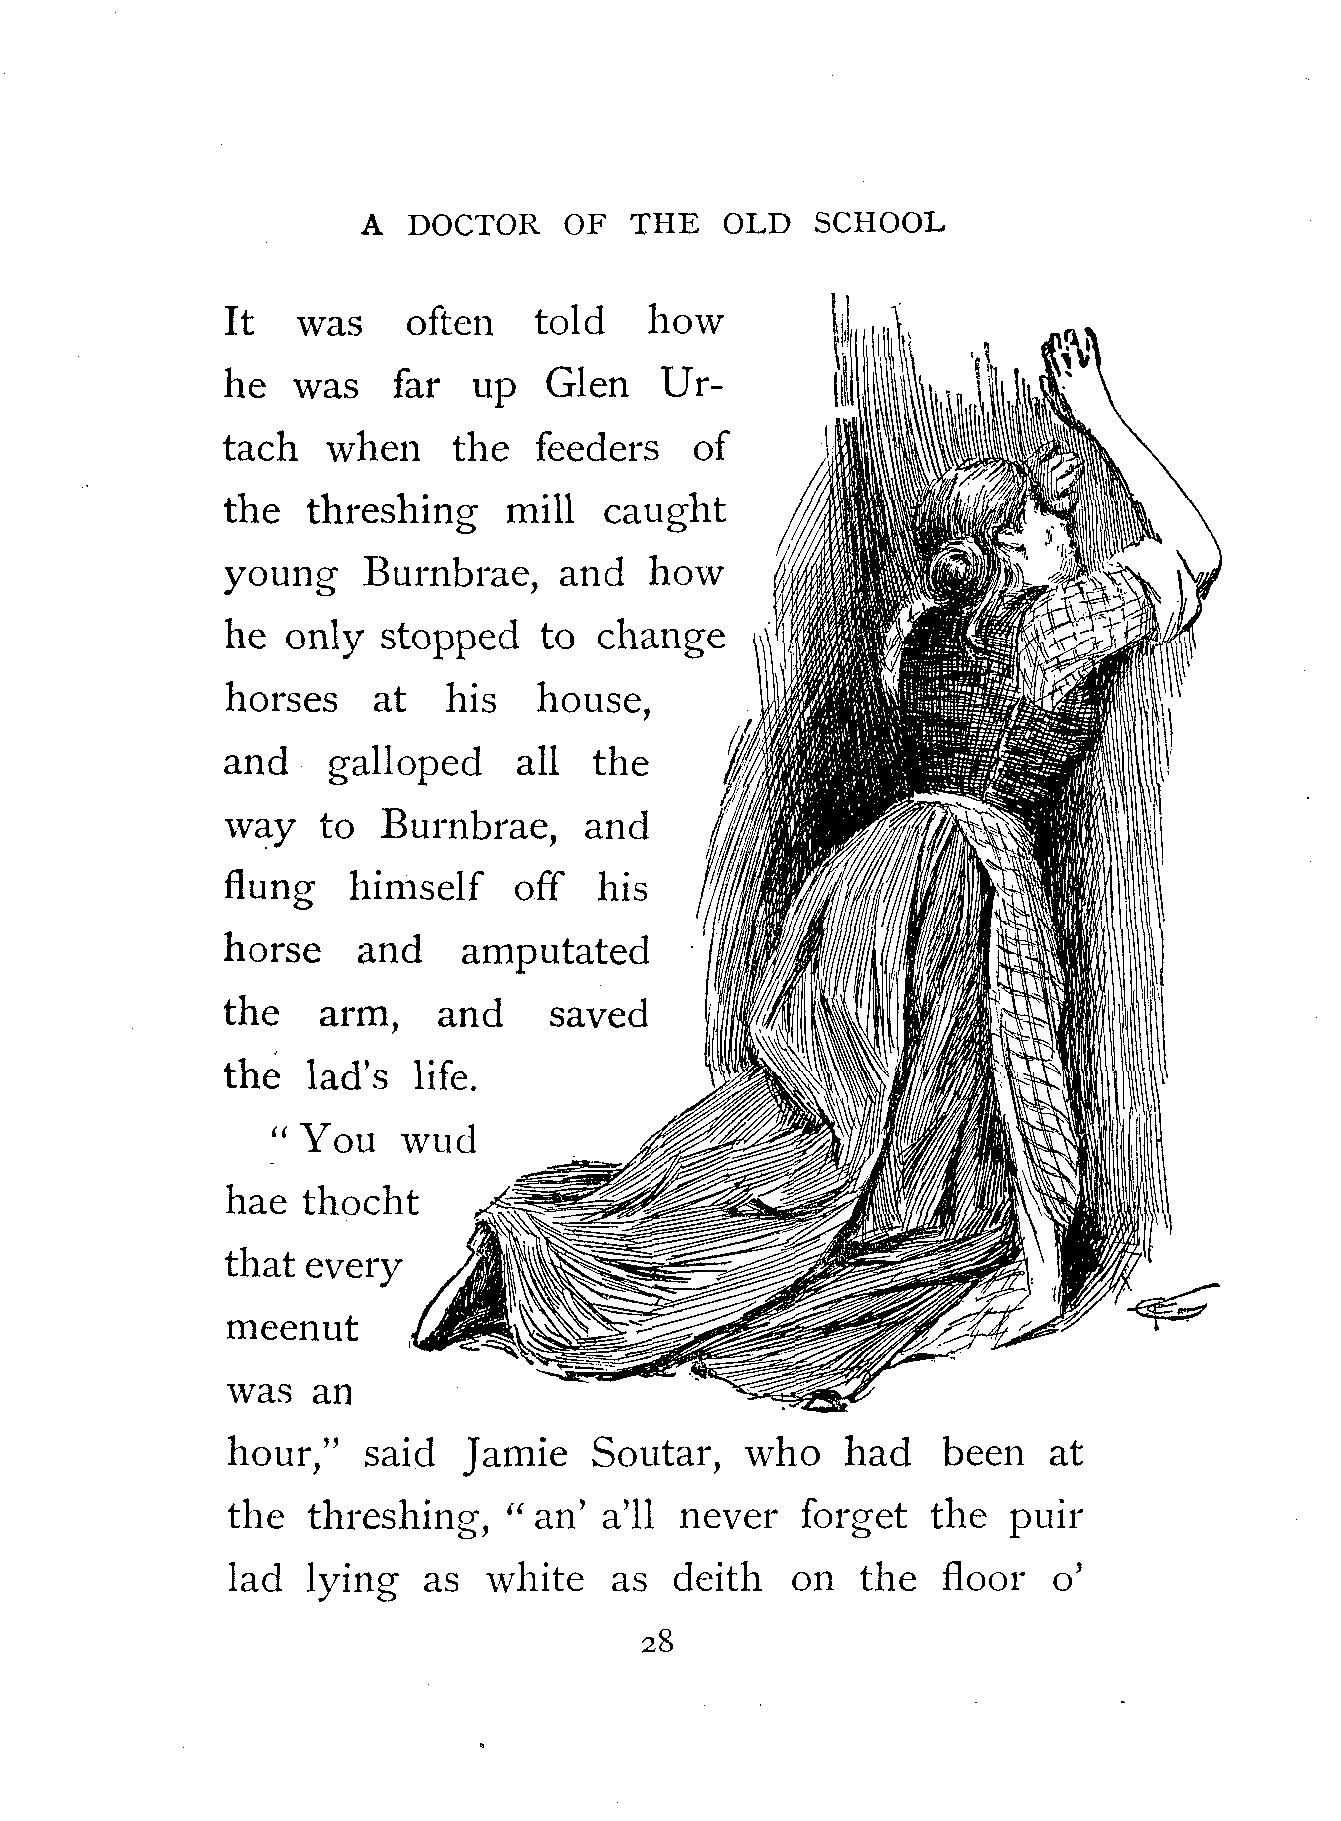 A DOCTOR OF THE OLD SCHOOL
It was often told how
he was far up Glen Ur-
tach when the feeders of
the threshing mill caught
young Burnbrae, and how
he only stopped to change
horses at his house,
and galloped all the
way to Burnbrae, and
flung himself off his
horse and amputated
the arm, and saved
the lad's life.
“ You wud
hae thocht
that every
meenut
was an
hour,” said Jamie Soutar, who had been at
the threshing, “ an’ a’ll never forget the puir
lad lying as white as deith on the floor o’
28